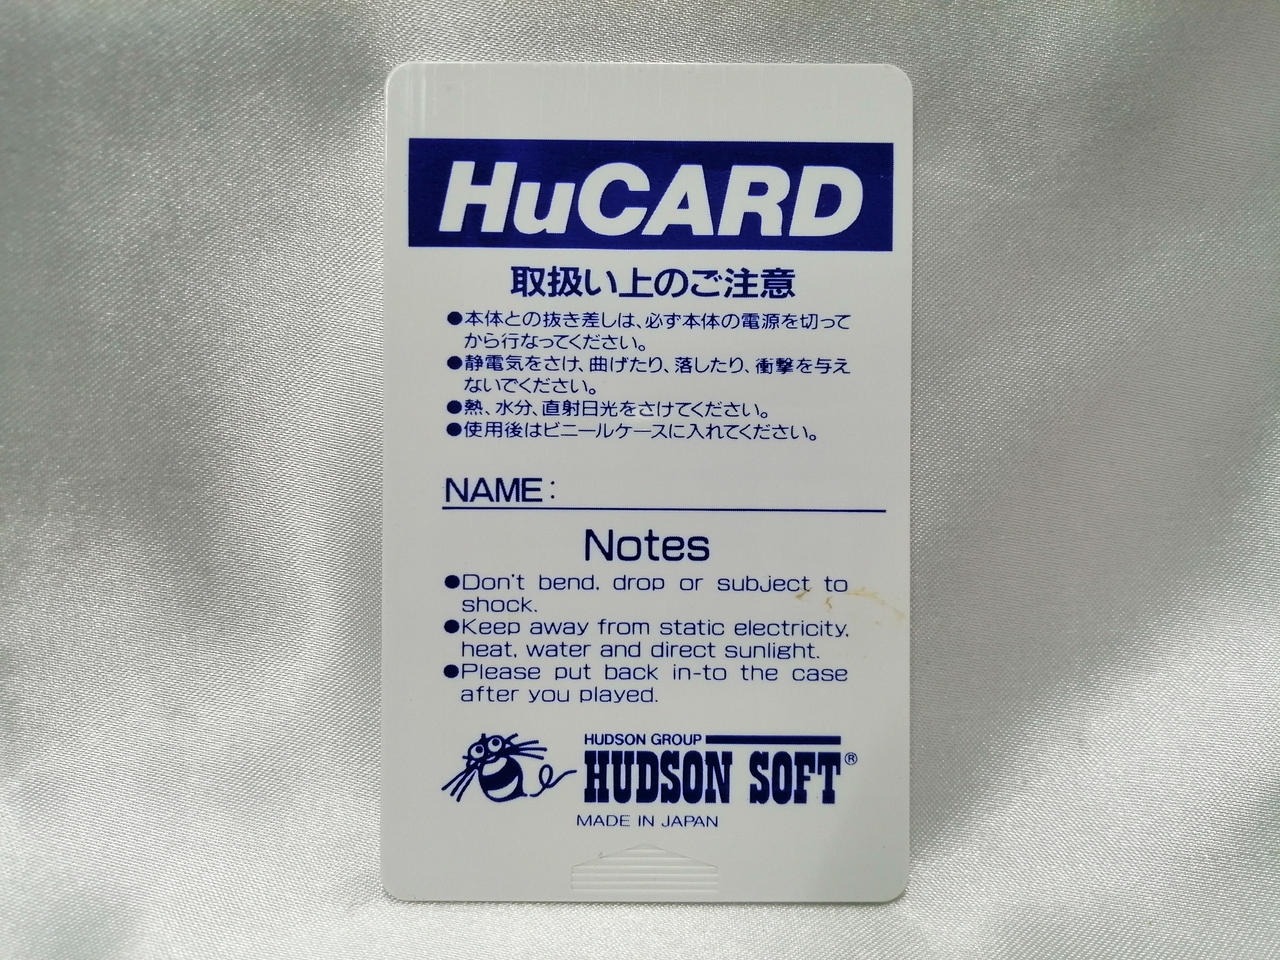 HuCARD
取扱い上のご注意
●本体との抜き差しは、必ず本体の電源を切って
から行なってください。
●静電気をさけ、曲げたり、落したり、衝撃を与え
ないでください。
●熱、水分、直射日光をさけてください。
●使用後はビニールケースに入れてください。
NAME:
Notes
●Don't bend. drop or subject to
shock.
●Keep away from static electricity,
heat, water and direct sunlight.
●Please put back in-to the case
after you played.
HUDSON GROUP
HUDSON SOFT®
MADE IN JAPAN